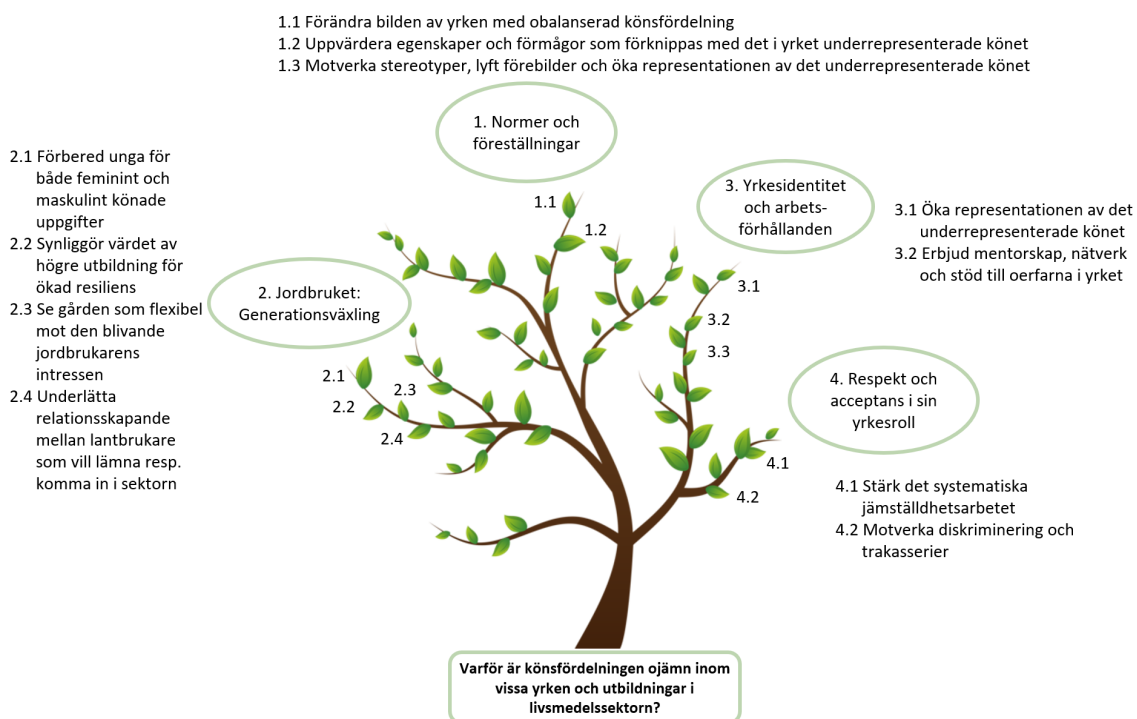 1.1 Förändra bilden av yrken med obalanserad könsfördelning
1.2 Uppvärdera egenskaper och förmågor som förknippas med det i yrket underrepresenterade könet
1.3 Motverka stereotyper, lyft förebilder och öka representationen av det underrepresenterade könet
1. Normer och
föreställningar
2.1 Förbered unga för
både feminint och
maskulint könade
uppgifter
2.2 Synliggör värdet av
högre utbildning för
ökad resiliens
2.3 Se gården som flexibel
mot den blivande
jordbrukarens
intressen
2.4 Underlätta
relationsskapande
mellan lantbrukare
som vill lämna resp.
komma in i sektorn
2. Jordbruket:
Generationsväxling
3. Yrkesidentitet
och arbets-
förhållanden
3.1 Öka representationen av det
underrepresenterade könet
3.2 Erbjud mentorskap, nätverk
och stöd till oerfarna i yrket
1.1
1.2
3.1
3.2
3.3
2.1
2.3
2.2
2.4
4. Respekt och
acceptans i sin
yrkesroll
4.1
4.2
4.1 Stärk det systematiska
jämställdhetsarbetet
4.2 Motverka diskriminering och
trakasserier
Varför är könsfördelningen ojämn inom
vissa yrken och utbildningar i
livsmedelssektorn?